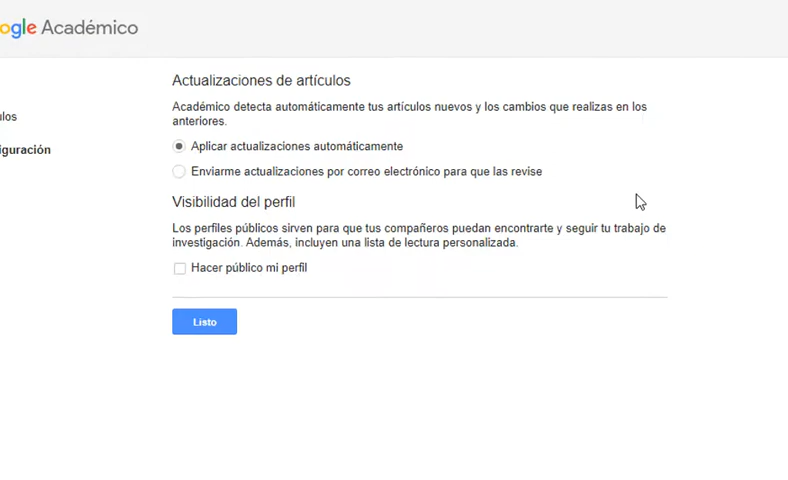 ogle Académico
Actualizaciones de artículos
Académico detecta automáticamente tus artículos nuevos y los cambios que realizas en los
anteriores.
ulos
Aplicar actualizaciones automáticamente
iguración
Enviarme actualizaciones por correo electrónico para que las revise
Visibilidad del perfil
Los perfiles públicos sirven para que tus compañeros puedan encontrarte y seguir tu trabajo de
investigación. Además, incluyen una lista de lectura personalizada.
Hacer público mi perfil
Listo